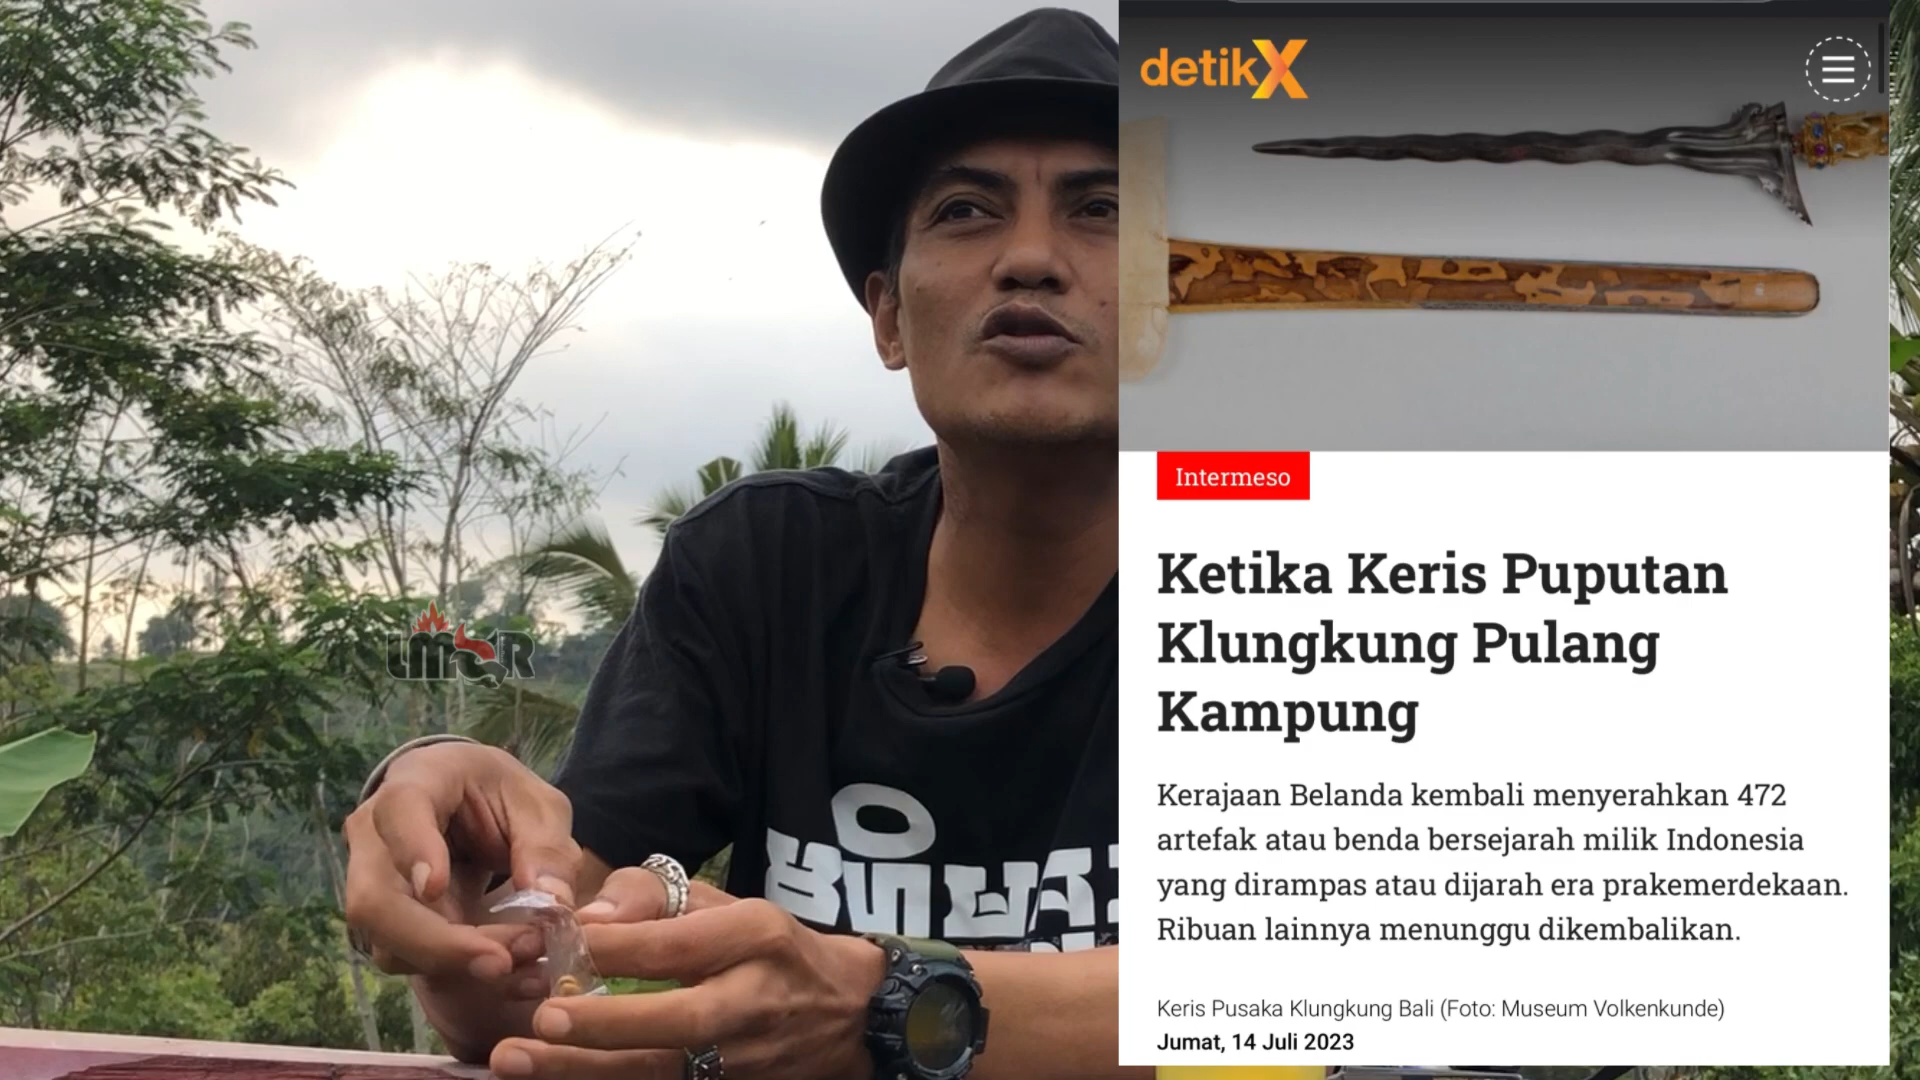 detikX
Intermeso
Ketika Keris Puputan
Klungkung Pulang
Kampung
Kerajaan Belanda kembali menyerahkan 472
artefak atau benda bersejarah milik Indonesia
yang dirampas atau dijarah era prakemerdekaan.
Ribuan lainnya menunggu dikembalikan.
Keris Pusaka Klungkung Bali (Foto: Museum Volkenkunde)
Jumat, 14 Juli 2023